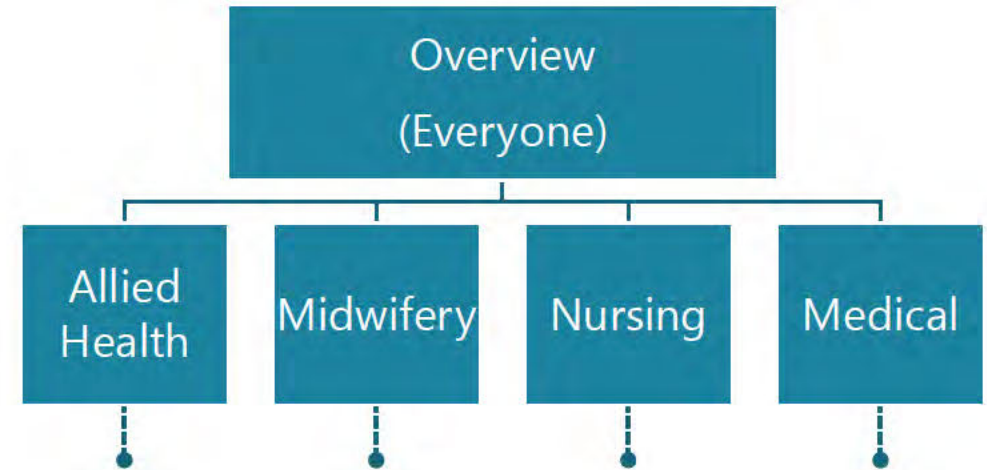 Overview
(Everyone)
Allied
Health
Midwifery
Nursing
Medical